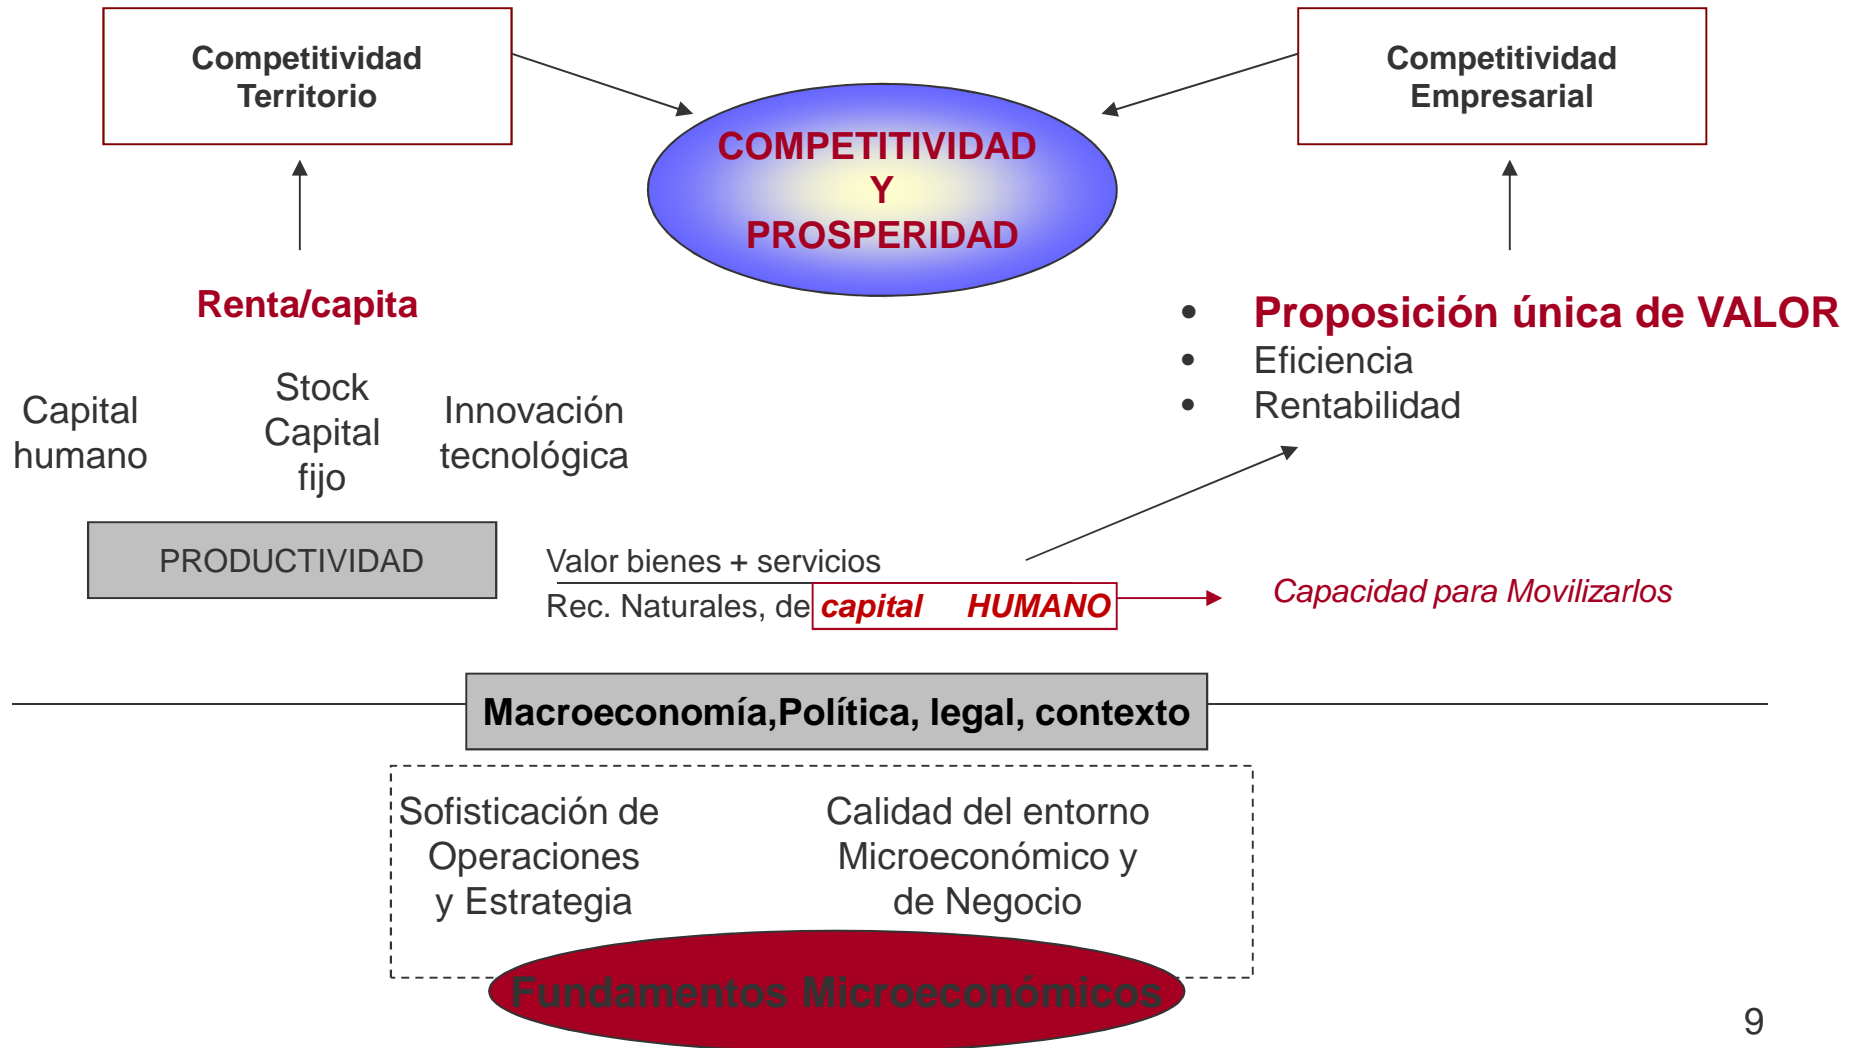 Competitividad
Territorio
Competitividad
Empresarial
COMPETITIVIDAD
Y
PROSPERIDAD
Renta/capita
• Proposición única de VALOR
• Eficiencia
• Rentabilidad
Capital
humano
Stock
Capital
fijo
Innovación
tecnológica
PRODUCTIVIDAD
Valor bienes + servicios
Rec. Naturales, de capital HUMANO
Capacidad para Movilizarlos
Macroeconomía,Política, legal, contexto
Sofisticación de
Operaciones
y Estrategia
Calidad del entorno
Microeconómico y
de Negocio
Fundamentos Microeconómicos
9